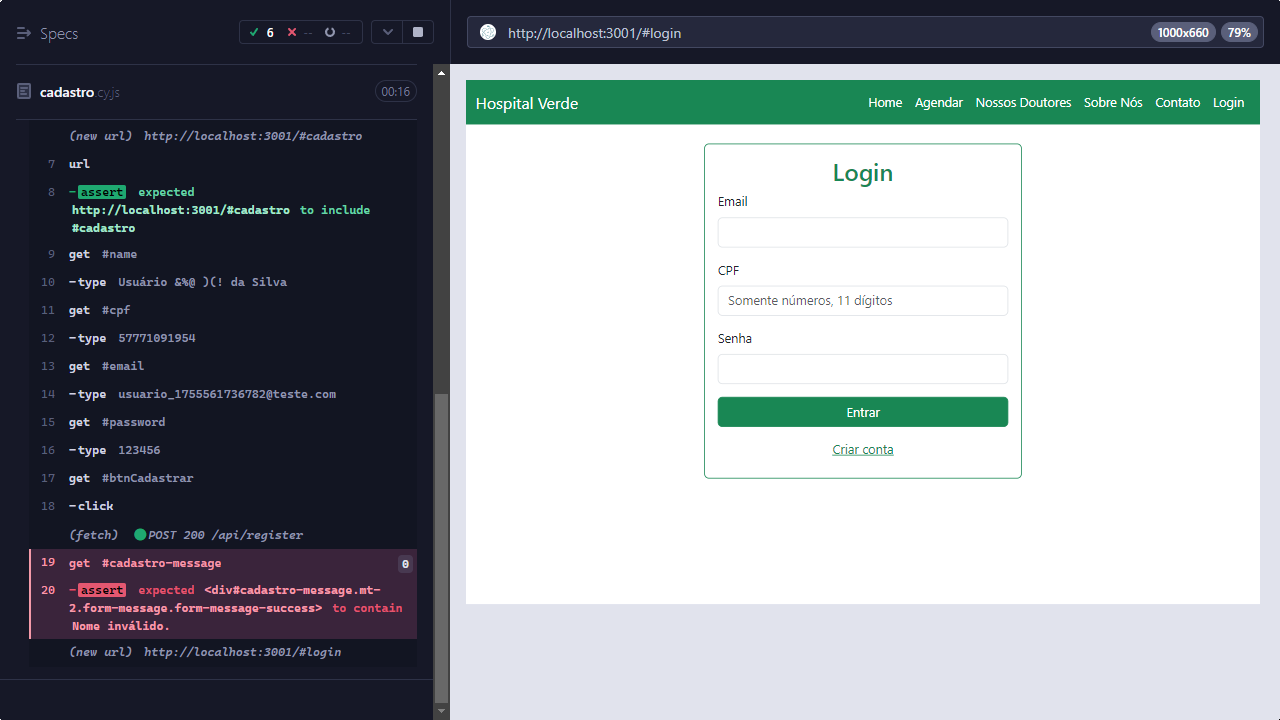 Specs
6 -- --
cadastro.cy.js
00:16
(new url) http://localhost:3001/#cadastro
7 url
8 -assert expected
http://localhost:3001/#cadastro to include
#cadastro
9 get #name
10 -type Usuário &%@ )(! da Silva
11 get #cpf
12 -type 57771091954
13 get #email
14 -type usuario_1755561736782@teste.com
15 get #password
16 -type 123456
17 get #btnCadastrar
18 -click
(fetch) POST 200 /api/register
19 get #cadastro-message 0
20 -assert expected <div#cadastro-message.mt-
2.form-message.form-message-success> to contain
Nome inválido.
(new url) http://localhost:3001/#login
http://localhost:3001/#login
1000x660
79%
Hospital Verde
Home Agendar Nossos Doutores Sobre Nós Contato Login
Login
Email
CPF
Somente números, 11 dígitos
Senha
Entrar
Criar conta